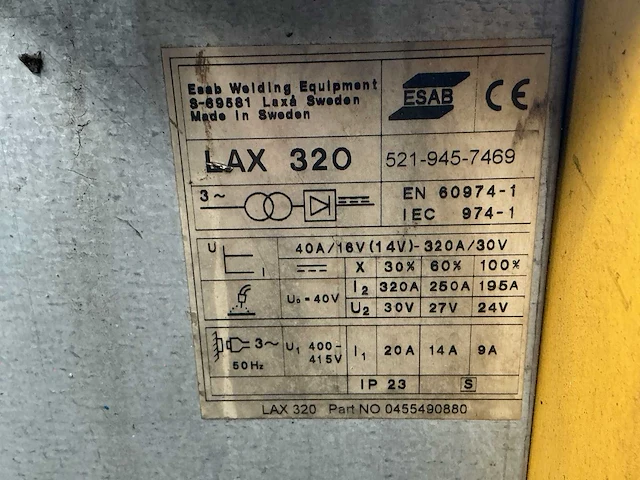 Esab Welding Equipment
S-69581 Laxå Sweden
Made in Sweden
ESAB
CE
LAX 320
521-945-7469
3~
EN 60974-1
IEC 974-1
U
I
40A/16V(14V)-320A/30V
X 30% 60% 100%
U₀=40V
I₂ 320A 250A 195A
U₂ 30V 27V 24V
3~
50Hz
U₁ 400-
415V
I₁ 20A 14A 9A
IP 23
S
LAX 320 Part NO 0455490880